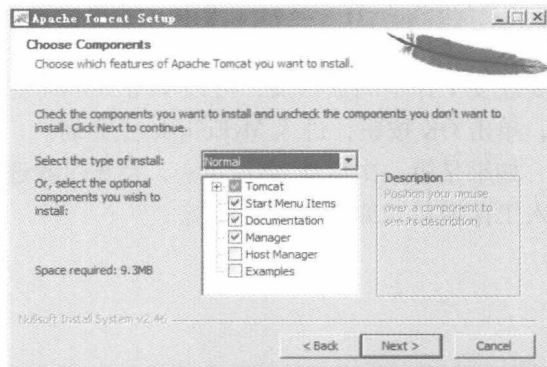 Apache Tomcat Setup
Choose Components
Choose which features of Apache Tomcat you want to install.
Check the components you want to install and uncheck the components you don't want to
install. Click Next to continue.
Select the type of install:
Normal
Or, select the optional
components you wish to
install:
Tomcat
Start Menu Items
Documentation
Manager
Host Manager
Examples
Description
Position your mouse
over a component to
see its description.
Space required: 9.3MB
Nullsoft Install System v2.46
< Back
Next >
Cancel